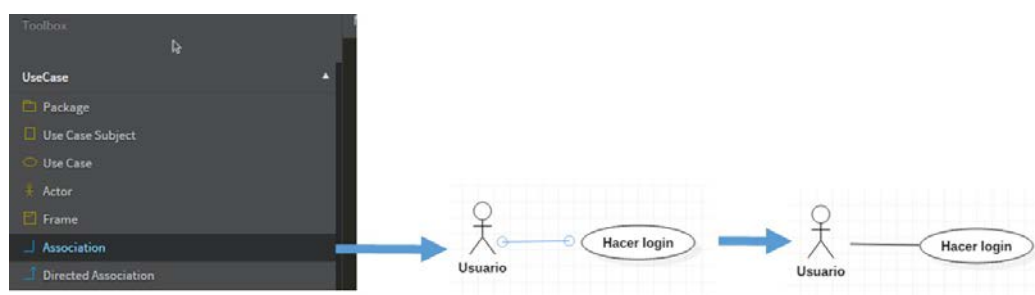 Toolbox
UseCase
Package
Use Case Subject
Use Case
Actor
Frame
Association
Directed Association
Usuario
Hacer login
Usuario
Hacer login